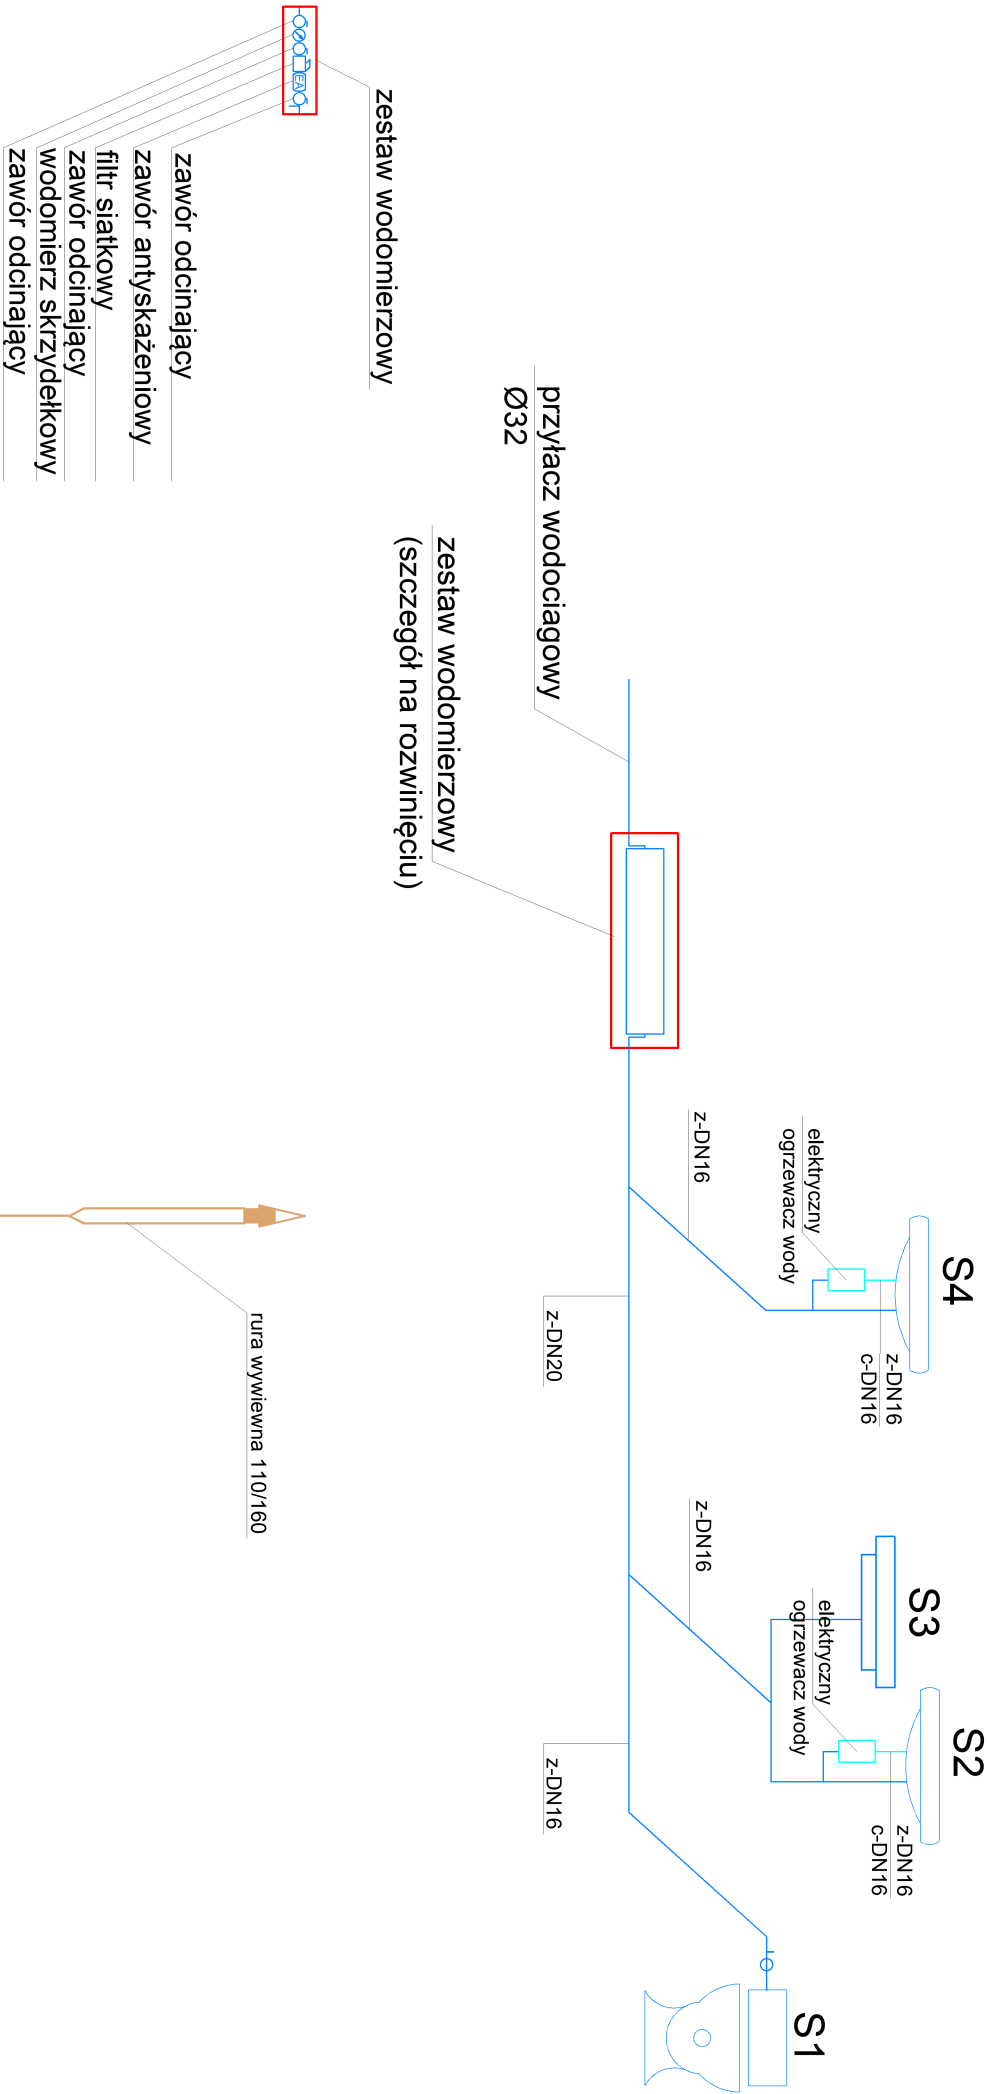 zestaw wodomierzowy
zawór odcinający
zawór antyskażeniowy
filtr siatkowy
zawór odcinający
wodomierz skrzydełkowy
zawór odcinający
EA
przyłacz wodociagowy
Ø32
zestaw wodomierzowy
(szczegół na rozwinięciu)
S4
elektryczny
ogrzewacz wody
z-DN16
z-DN16
c-DN16
z-DN20
S3
S2
elektryczny
ogrzewacz wody
z-DN16
z-DN16
c-DN16
z-DN16
S1
rura wywiewna 110/160